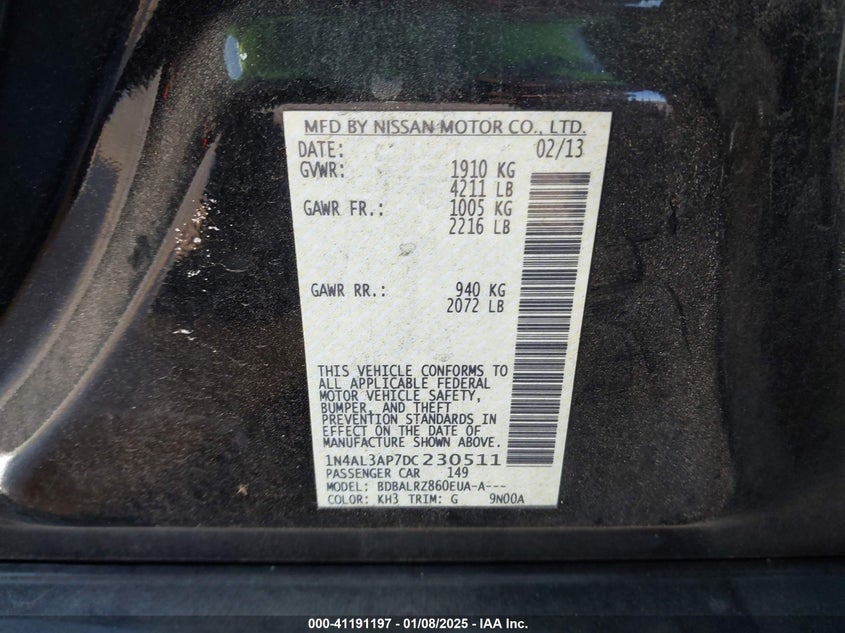 MFD BY NISSAN MOTOR CO., LTD.
DATE: 02/13
GVWR: 1910 KG
4211 LB
GAWR FR.: 1005 KG
2216 LB
GAWR RR.: 940 KG
2072 LB
THIS VEHICLE CONFORMS TO
ALL APPLICABLE FEDERAL
MOTOR VEHICLE SAFETY,
BUMPER, AND THEFT
PREVENTION STANDARDS IN
EFFECT ON THE DATE OF
MANUFACTURE SHOWN ABOVE.
1N4AL3AP7DC230511
PASSENGER CAR 149
MODEL: BDBALRZ860EUA-A---
COLOR: KH3 TRIM: G 9N00A
000-41191197 - 01/08/2025 - IAA Inc.